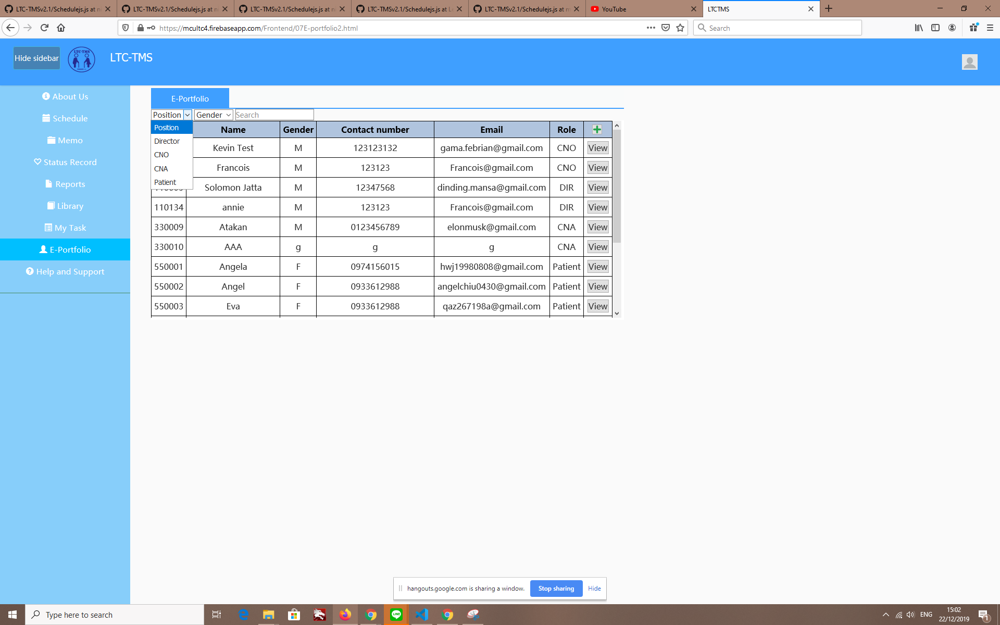 LTC-TMSv2.1/Schedulejs.js at n
LTC-TMSv2.1/Schedulejs.js at n
LTC-TMSv2.1/Schedulejs.js at n
LTC-TMSv2.1/Schedulejs.js at Le
LTC-TMSv2.1/Schedulejs.js at m
YouTube
LTCTMS
https://mcultc4.firebaseapp.com/Frontend/07E-portfolio2.html
Search
Hide sidebar
LTC-TMS
LTC-TMS
About Us
Schedule
Memo
Status Record
Reports
Library
My Task
E-Portfolio
Help and Support
E-Portfolio
Position Gender Search
Position
Director
CNO
CNA
Patient
Name Gender Contact number Email Role
Kevin Test M 123123132 gama.febrian@gmail.com CNO View
Francois M 123123 Francois@gmail.com CNO View
Solomon Jatta M 12347568 dinding.mansa@gmail.com DIR View
110134 annie M 123123 Francois@gmail.com DIR View
330009 Atakan M 0123456789 elonmusk@gmail.com CNA View
330010 AAA g g g CNA View
550001 Angela F 0974156015 hwj19980808@gmail.com Patient View
550002 Angel F 0933612988 angelchiu0430@gmail.com Patient View
550003 Eva F 0933612988 qaz267198a@gmail.com Patient View
hangouts.google.com is sharing a window. Stop sharing Hide
Type here to search
LINE
ENG
15:02
22/12/2019
1